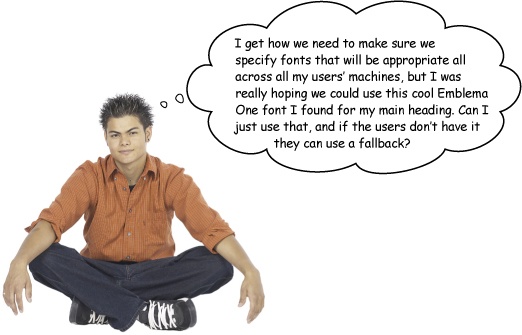 I get how we need to make sure we
specify fonts that will be appropriate all
across all my users’ machines, but I was
really hoping we could use this cool Emblema
One font I found for my main heading. Can I
just use that, and if the users don’t have it
they can use a fallback?